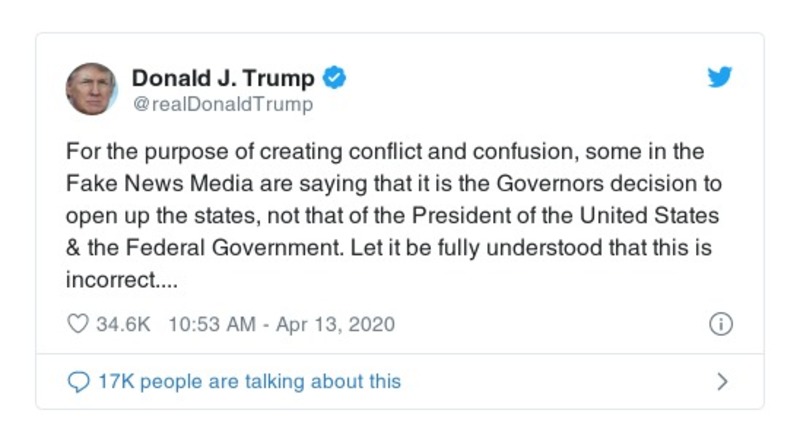 Donald J. Trump
@realDonaldTrump
For the purpose of creating conflict and confusion, some in the
Fake News Media are saying that it is the Governors decision to
open up the states, not that of the President of the United States
& the Federal Government. Let it be fully understood that this is
incorrect....
34.6K 10:53 AM - Apr 13, 2020
17K people are talking about this